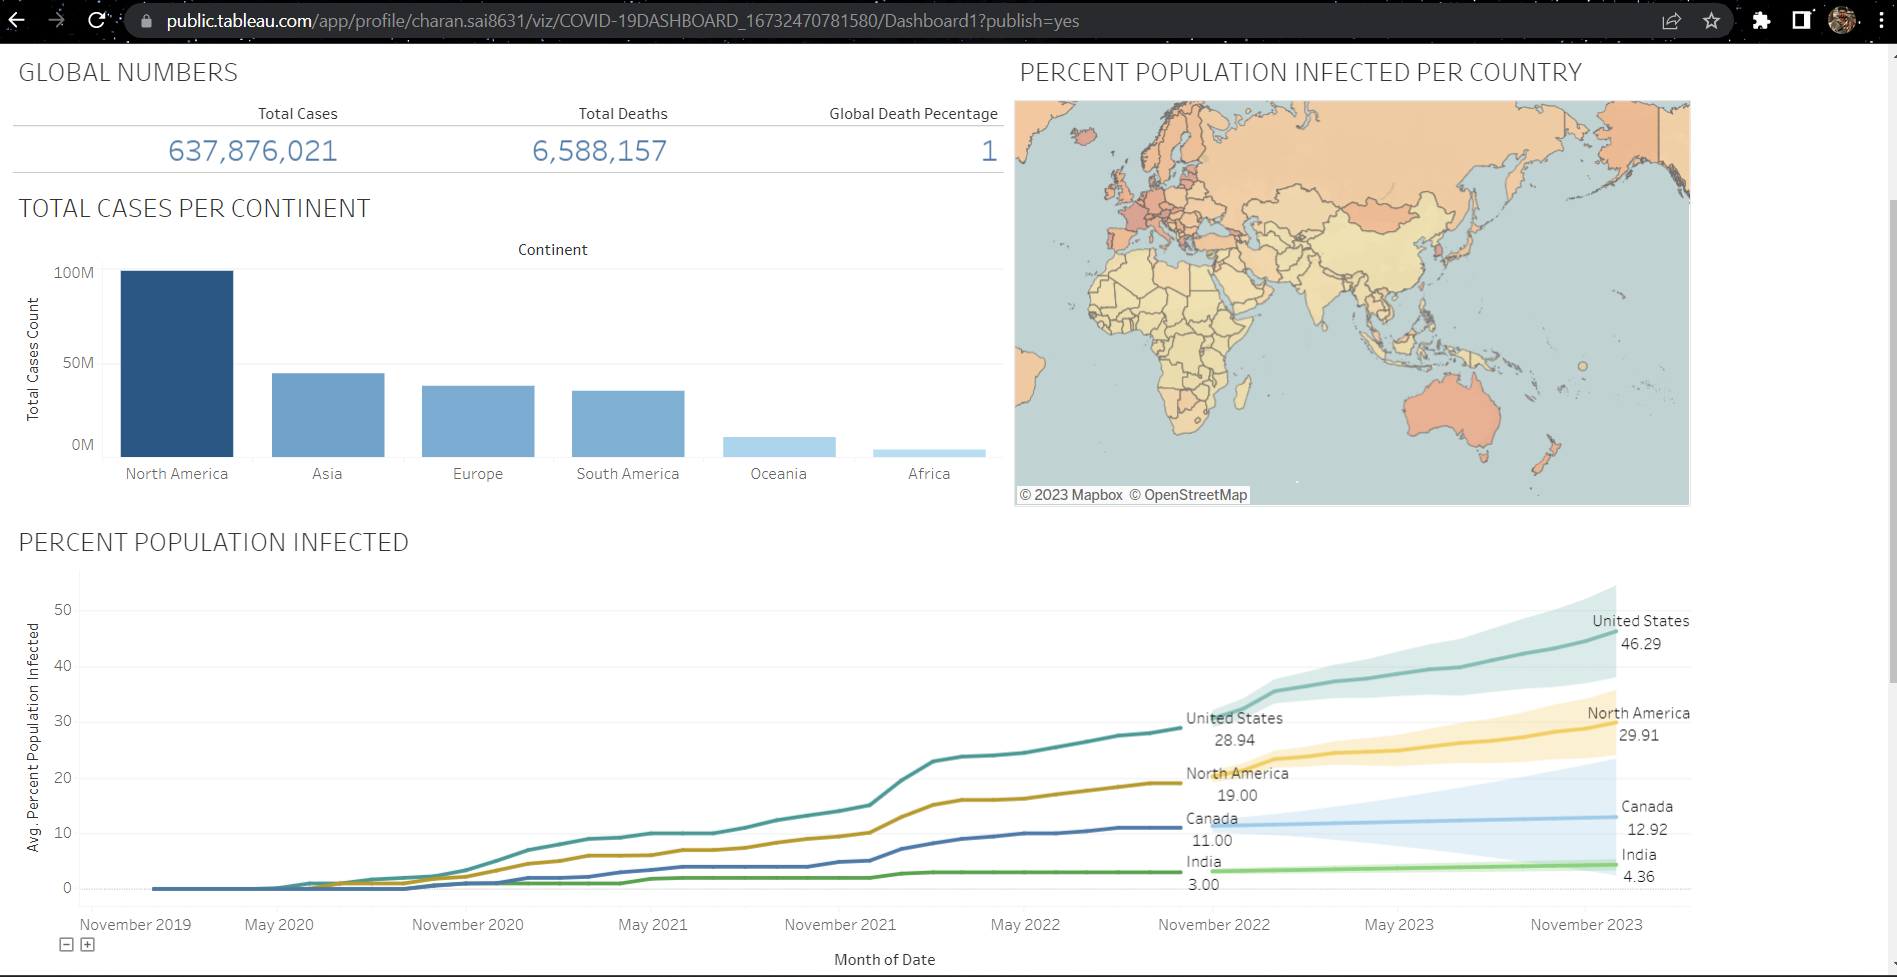 public.tableau.com/app/profile/charan.sai8631/viz/COVID-19DASHBOARD_16732470781580/Dashboard1?publish=yes
GLOBAL NUMBERS
Total Cases Total Deaths Global Death Pecentage
637,876,021 6,588,157 1
TOTAL CASES PER CONTINENT
Continent
Total Cases Count
100M
50M
0M
North America Asia Europe South America Oceania Africa
PERCENT POPULATION INFECTED PER COUNTRY
© 2023 Mapbox © OpenStreetMap
PERCENT POPULATION INFECTED
Avg. Percent Population Infected
50
40
30
20
10
0
United States
46.29
North America
29.91
Canada
12.92
India
4.36
United States
28.94
North America
19.00
Canada
11.00
India
3.00
November 2019 May 2020 November 2020 May 2021 November 2021 May 2022 November 2022 May 2023 November 2023
Month of Date